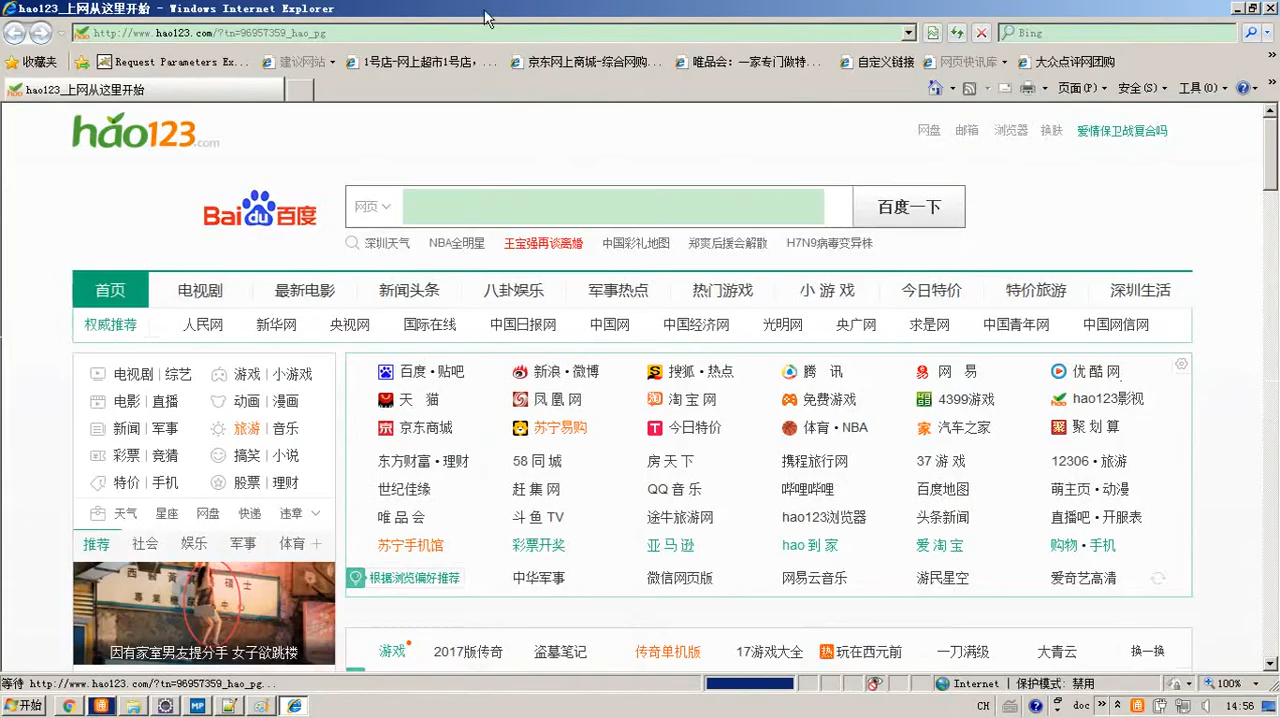 hao123_上网从这里开始 - Windows Internet Explorer
http://www.hao123.com/?tn=96957359_hao_pg
Bing
收藏夹 Request Parameters Ex... 建议网站 1号店-网上超市1号店，... 京东网上商城-综合网购... 唯品会：一家专门做特... 自定义链接 网页快讯库 大众点评网团购
hao123_上网从这里开始
页面(P) 安全(S) 工具(O)
hao123.com
网盘 邮箱 浏览器 换肤 爱情保卫战复合吗
Bai du 百度 网页 百度一下
深圳天气 NBA全明星 王宝强再谈离婚 中国彩礼地图 郑爽后援会解散 H7N9病毒变异株
首页 电视剧 最新电影 新闻头条 八卦娱乐 军事热点 热门游戏 小 游 戏 今日特价 特价旅游 深圳生活
权威推荐 人民网 新华网 央视网 国际在线 中国日报网 中国网 中国经济网 光明网 央广网 求是网 中国青年网 中国网信网
电视剧 | 综艺 游戏 | 小游戏
电影 | 直播 动画 | 漫画
新闻 | 军事 旅游 | 音乐
彩票 | 竞猜 搞笑 | 小说
特价 | 手机 股票 | 理财
天气 星座 网盘 快递 违章
推荐 社会 娱乐 军事 体育 +
因有家室男友提分手 女子欲跳楼
百度 • 贴吧 新浪 • 微博 搜狐 • 热点 腾 讯 网 易 优 酷 网
天 猫 凤 凰 网 淘 宝 网 免费游戏 4399游戏 hao123影视
京 京东商城 苏宁易购 T 今日特价 体育 • NBA 家 汽车之家 聚 聚 划 算
东方财富 • 理财 58 同 城 房 天 下 携程旅行网 37 游 戏 12306 • 旅游
世纪佳缘 赶 集 网 QQ 音 乐 哔哩哔哩 百度地图 萌主页 • 动漫
唯 品 会 斗 鱼 TV 途牛旅游网 hao123浏览器 头条新闻 直播吧 • 开服表
苏宁手机馆 彩票开奖 亚 马 逊 hao 到 家 爱 淘 宝 购物 • 手机
根据浏览偏好推荐 中华军事 微信网页版 网易云音乐 游民星空 爱奇艺高清
游戏 2017版传奇 盗墓笔记 传奇单机版 17游戏大全 热 玩在西元前 一刀满级 大青云 换一换
等待 http://www.hao123.com/?tn=96957359_hao_pg...
Internet | 保护模式: 禁用 100%
开始 MP CH doc 14:56